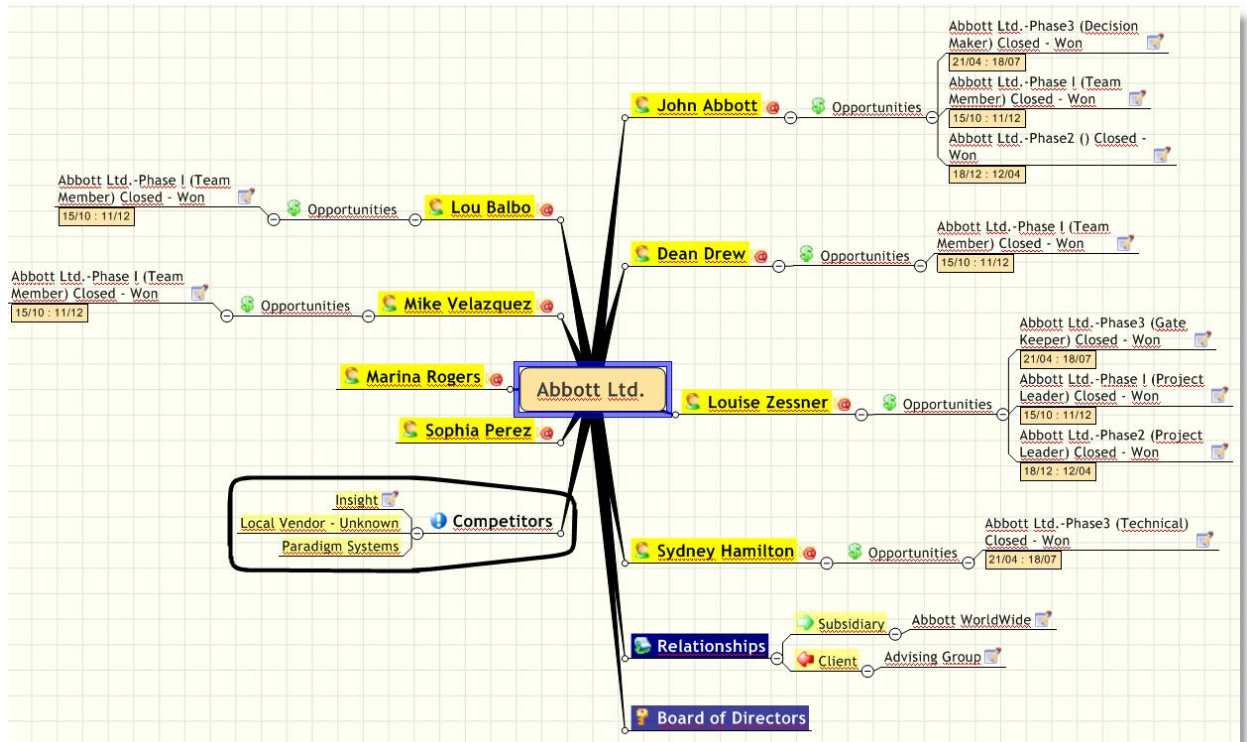 Abbott Ltd.
John Abbott
Opportunities
Abbott Ltd.-Phase3 (Decision
Maker) Closed - Won
21/04 : 18/07
Abbott Ltd.-Phase I (Team
Member) Closed - Won
15/10 : 11/12
Abbott Ltd.-Phase2 () Closed -
Won
18/12 : 12/04
Dean Drew
Opportunities
Abbott Ltd.-Phase I (Team
Member) Closed - Won
15/10 : 11/12
Louise Zessner
Opportunities
Abbott Ltd.-Phase3 (Gate
Keeper) Closed - Won
21/04 : 18/07
Abbott Ltd.-Phase I (Project
Leader) Closed - Won
15/10 : 11/12
Abbott Ltd.-Phase2 (Project
Leader) Closed - Won
18/12 : 12/04
Sydney Hamilton
Opportunities
Abbott Ltd.-Phase3 (Technical)
Closed - Won
21/04 : 18/07
Relationships
Subsidiary
Abbott WorldWide
Client
Advising Group
Board of Directors
Lou Balbo
Opportunities
Abbott Ltd.-Phase I (Team
Member) Closed - Won
15/10 : 11/12
Mike Velazquez
Opportunities
Abbott Ltd.-Phase I (Team
Member) Closed - Won
15/10 : 11/12
Marina Rogers
Sophia Perez
Competitors
Insight
Local Vendor - Unknown
Paradigm Systems